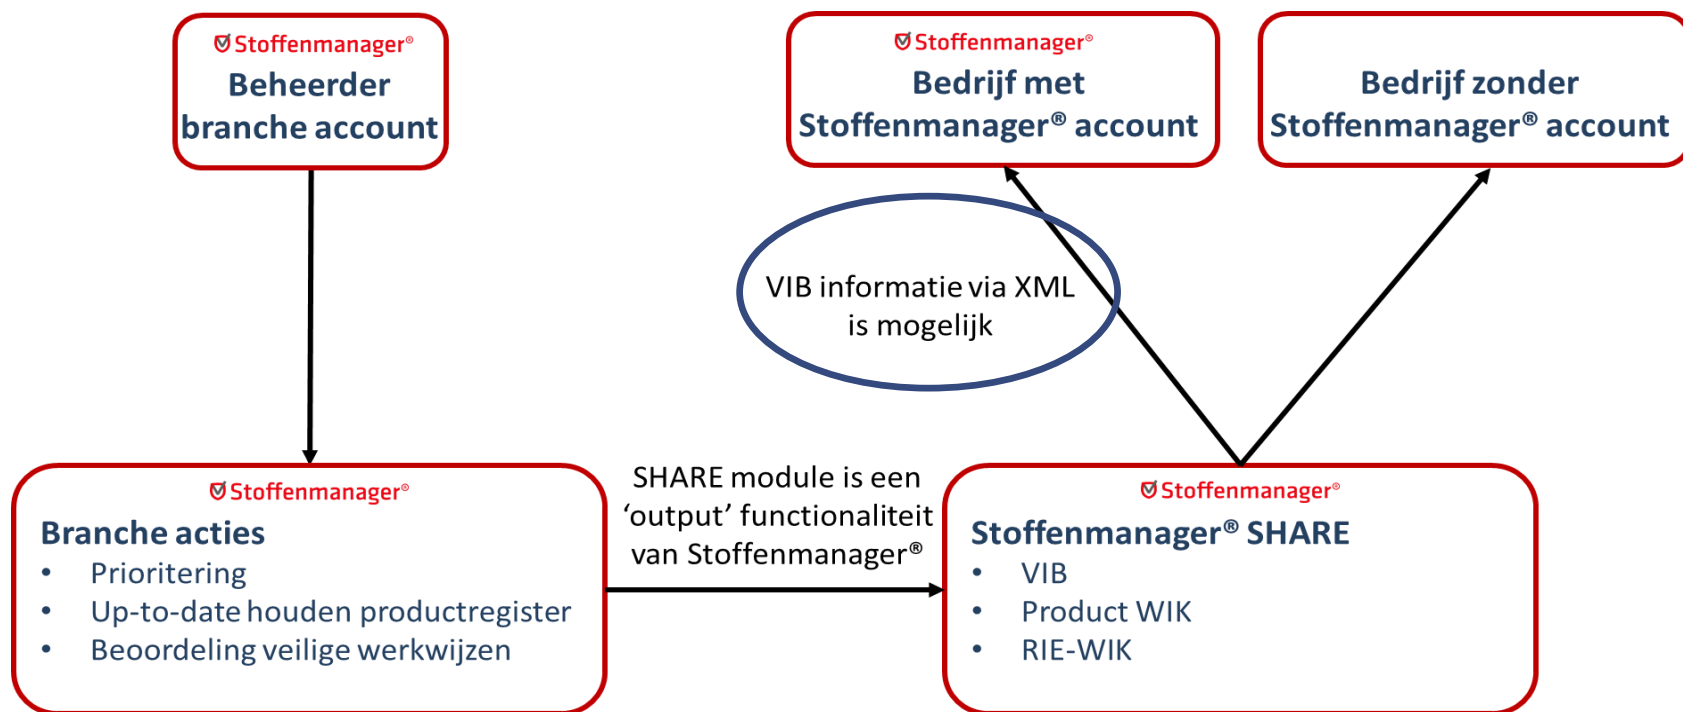 Stoffenmanager®
Beheerder
branche account
Stoffenmanager®
Bedrijf met
Stoffenmanager® account
Bedrijf zonder
Stoffenmanager® account
VIB informatie via XML
is mogelijk
Stoffenmanager®
Branche acties
• Prioritering
• Up-to-date houden productregister
• Beoordeling veilige werkwijzen
SHARE module is een
‘output’ functionaliteit
van Stoffenmanager®
Stoffenmanager®
Stoffenmanager® SHARE
• VIB
• Product WIK
• RIE-WIK